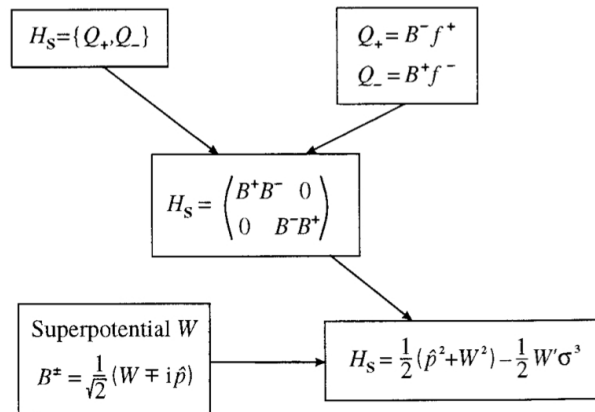 H_S={Q_+,Q_-}
Q_+=B^-f^+
Q_-=B^+f^-
H_S = (B^+B^- 0
0 B^-B^+)
Superpotential W
B^± = 1/√2 (W ∓ i p̂)
H_S = 1/2 (p̂^2+W^2) − 1/2 W′σ^3